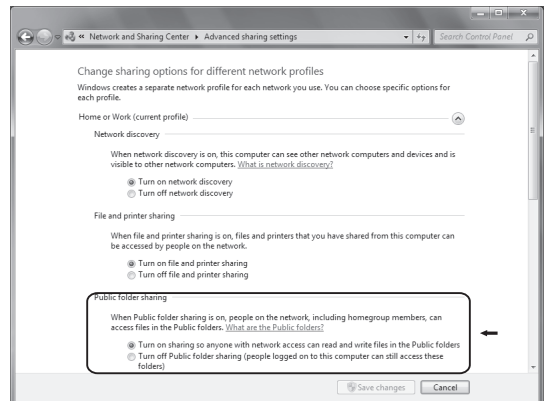 « Network and Sharing Center ▸ Advanced sharing settings
Search Control Panel
Change sharing options for different network profiles
Windows creates a separate network profile for each network you use. You can choose specific options for
each profile.
Home or Work (current profile)
Network discovery
When network discovery is on, this computer can see other network computers and devices and is
visible to other network computers. What is network discovery?
Turn on network discovery
Turn off network discovery
File and printer sharing
When file and printer sharing is on, files and printers that you have shared from this computer can
be accessed by people on the network.
Turn on file and printer sharing
Turn off file and printer sharing
Public folder sharing
When Public folder sharing is on, people on the network, including homegroup members, can
access files in the Public folders. What are the Public folders?
Turn on sharing so anyone with network access can read and write files in the Public folders
Turn off Public folder sharing (people logged on to this computer can still access these
folders)
Save changes
Cancel